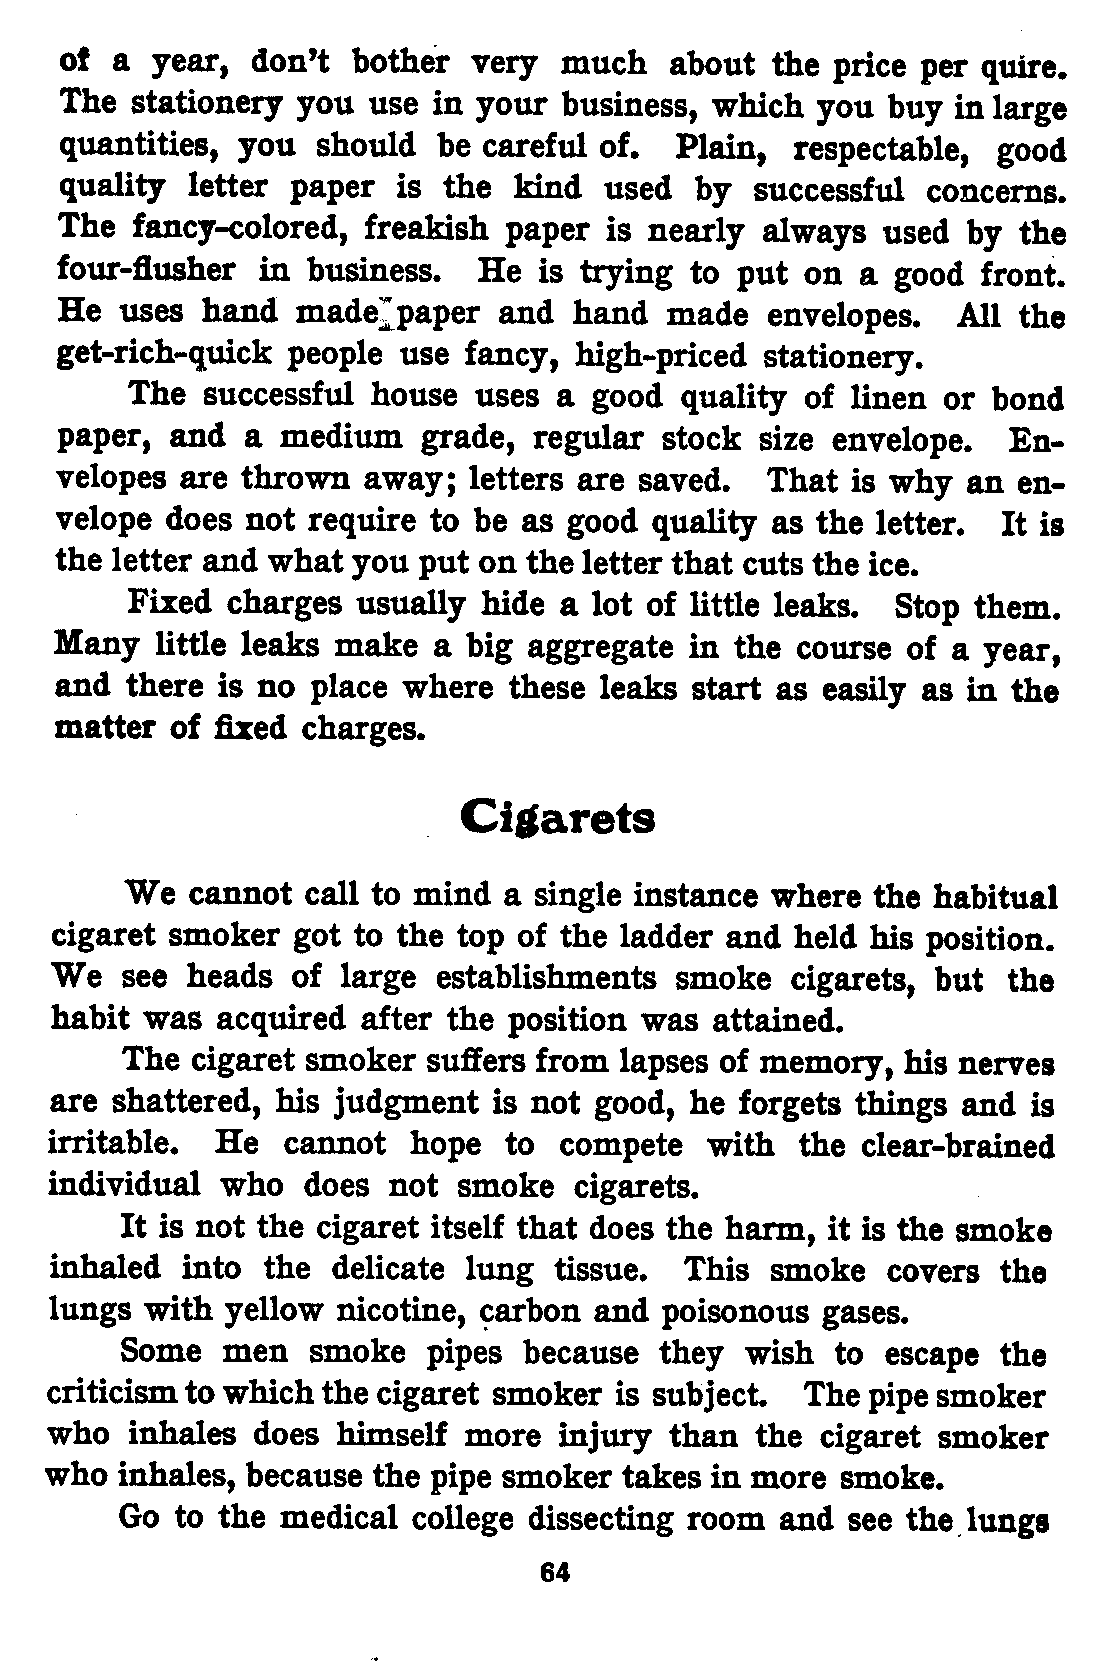 of a year, don't bother very much about the price per quire.
The stationery you use in your business, which you buy in large
quantities, you should be careful of. Plain, respectable, good
quality letter paper is the kind used by successful concerns.
The fancy-colored, freakish paper is nearly always used by the
four-flusher in business. He is trying to put on a good front.
He uses hand made paper and hand made envelopes. All the
get-rich-quick people use fancy, high-priced stationery.
The successful house uses a good quality of linen or bond
paper, and a medium grade, regular stock size envelope. En-
velopes are thrown away; letters are saved. That is why an en-
velope does not require to be as good quality as the letter. It is
the letter and what you put on the letter that cuts the ice.
Fixed charges usually hide a lot of little leaks. Stop them.
Many little leaks make a big aggregate in the course of a year,
and there is no place where these leaks start as easily as in the
matter of fixed charges.
Cigarets
We cannot call to mind a single instance where the habitual
cigaret smoker got to the top of the ladder and held his position.
We see heads of large establishments smoke cigarets, but the
habit was acquired after the position was attained.
The cigaret smoker suffers from lapses of memory, his nerves
are shattered, his judgment is not good, he forgets things and is
irritable. He cannot hope to compete with the clear-brained
individual who does not smoke cigarets.
It is not the cigaret itself that does the harm, it is the smoke
inhaled into the delicate lung tissue. This smoke covers the
lungs with yellow nicotine, carbon and poisonous gases.
Some men smoke pipes because they wish to escape the
criticism to which the cigaret smoker is subject. The pipe smoker
who inhales does himself more injury than the cigaret smoker
who inhales, because the pipe smoker takes in more smoke.
Go to the medical college dissecting room and see the lungs
64